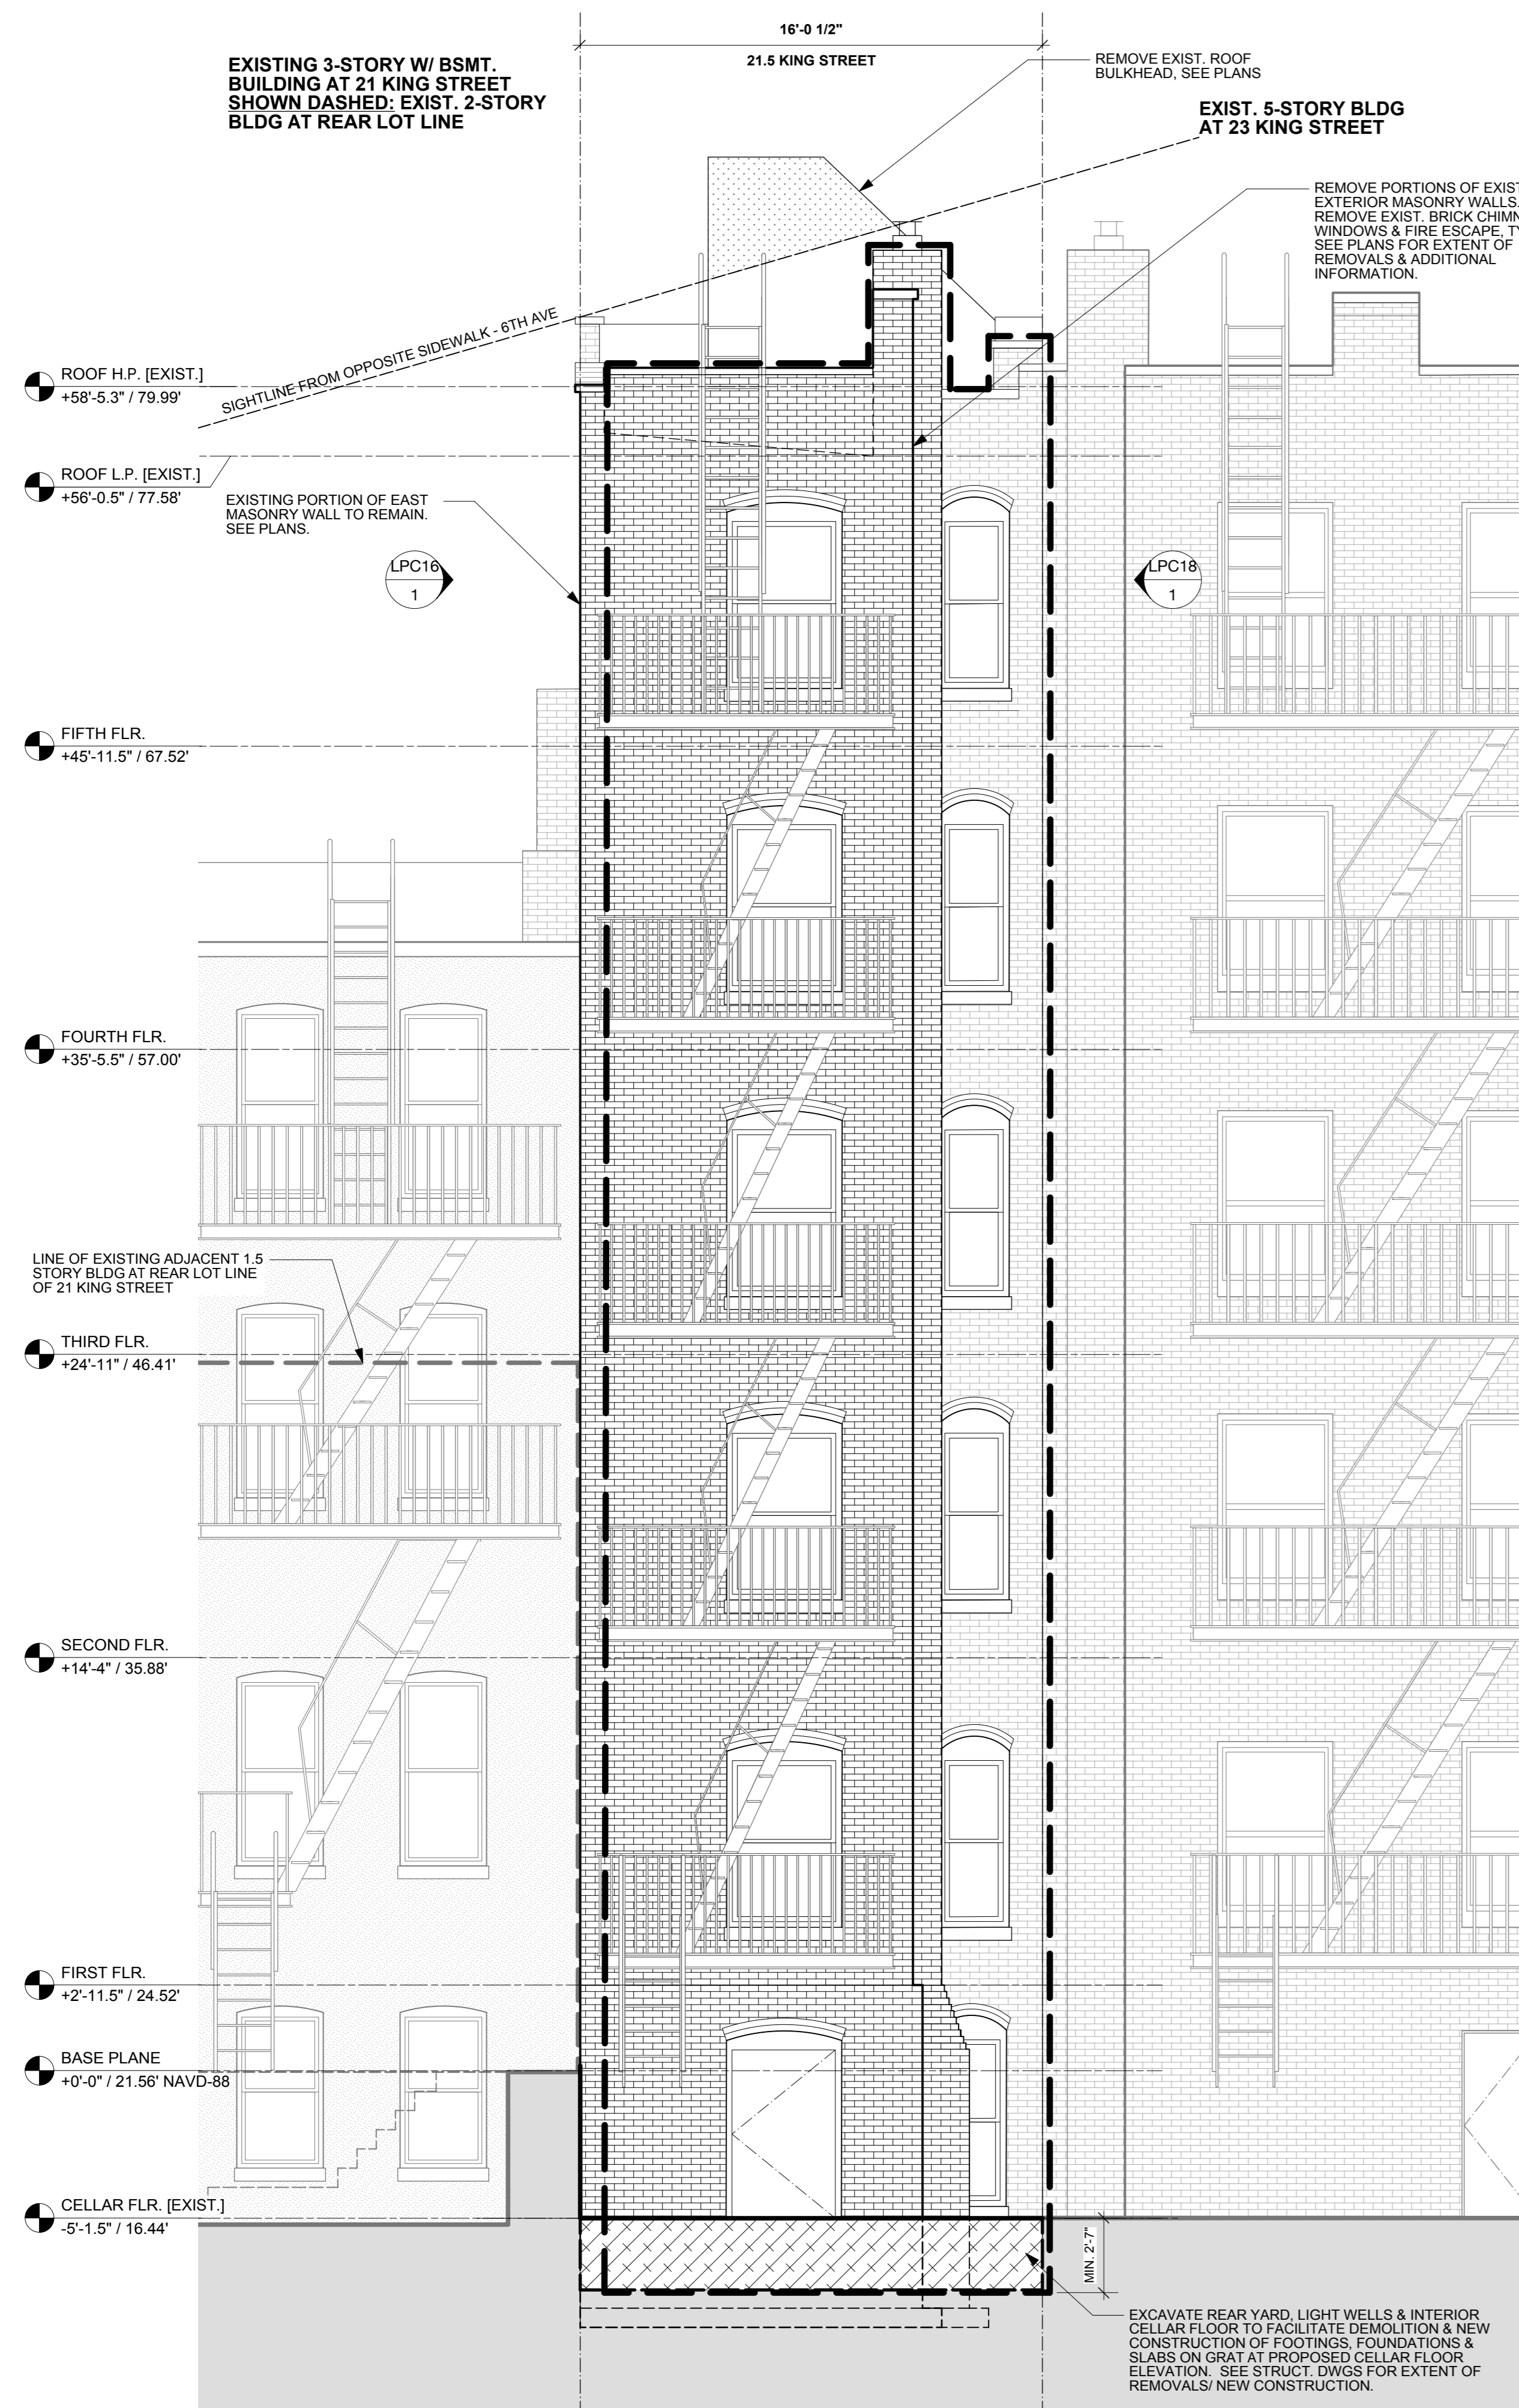 16'-0 1/2"
21.5 KING STREET
EXISTING 3-STORY W/ BSMT.
BUILDING AT 21 KING STREET
SHOWN DASHED: EXIST. 2-STORY
BLDG AT REAR LOT LINE
REMOVE EXIST. ROOF
BULKHEAD, SEE PLANS
EXIST. 5-STORY BLDG
AT 23 KING STREET
REMOVE PORTIONS OF EXIST
EXTERIOR MASONRY WALLS.
REMOVE EXIST. BRICK CHIMN
WINDOWS & FIRE ESCAPE, TY
SEE PLANS FOR EXTENT OF
REMOVALS & ADDITIONAL
INFORMATION.
SIGHTLINE FROM OPPOSITE SIDEWALK - 6TH AVE
ROOF H.P. [EXIST.]
+58'-5.3" / 79.99'
ROOF L.P. [EXIST.]
+56'-0.5" / 77.58'
EXISTING PORTION OF EAST
MASONRY WALL TO REMAIN.
SEE PLANS.
LPC16
1
LPC18
1
FIFTH FLR.
+45'-11.5" / 67.52'
FOURTH FLR.
+35'-5.5" / 57.00'
LINE OF EXISTING ADJACENT 1.5
STORY BLDG AT REAR LOT LINE
OF 21 KING STREET
THIRD FLR.
+24'-11" / 46.41'
SECOND FLR.
+14'-4" / 35.88'
FIRST FLR.
+2'-11.5" / 24.52'
BASE PLANE
+0'-0" / 21.56' NAVD-88
CELLAR FLR. [EXIST.]
-5'-1.5" / 16.44'
MIN. 2'-7"
EXCAVATE REAR YARD, LIGHT WELLS & INTERIOR
CELLAR FLOOR TO FACILITATE DEMOLITION & NEW
CONSTRUCTION OF FOOTINGS, FOUNDATIONS &
SLABS ON GRAT AT PROPOSED CELLAR FLOOR
ELEVATION. SEE STRUCT. DWGS FOR EXTENT OF
REMOVALS/ NEW CONSTRUCTION.